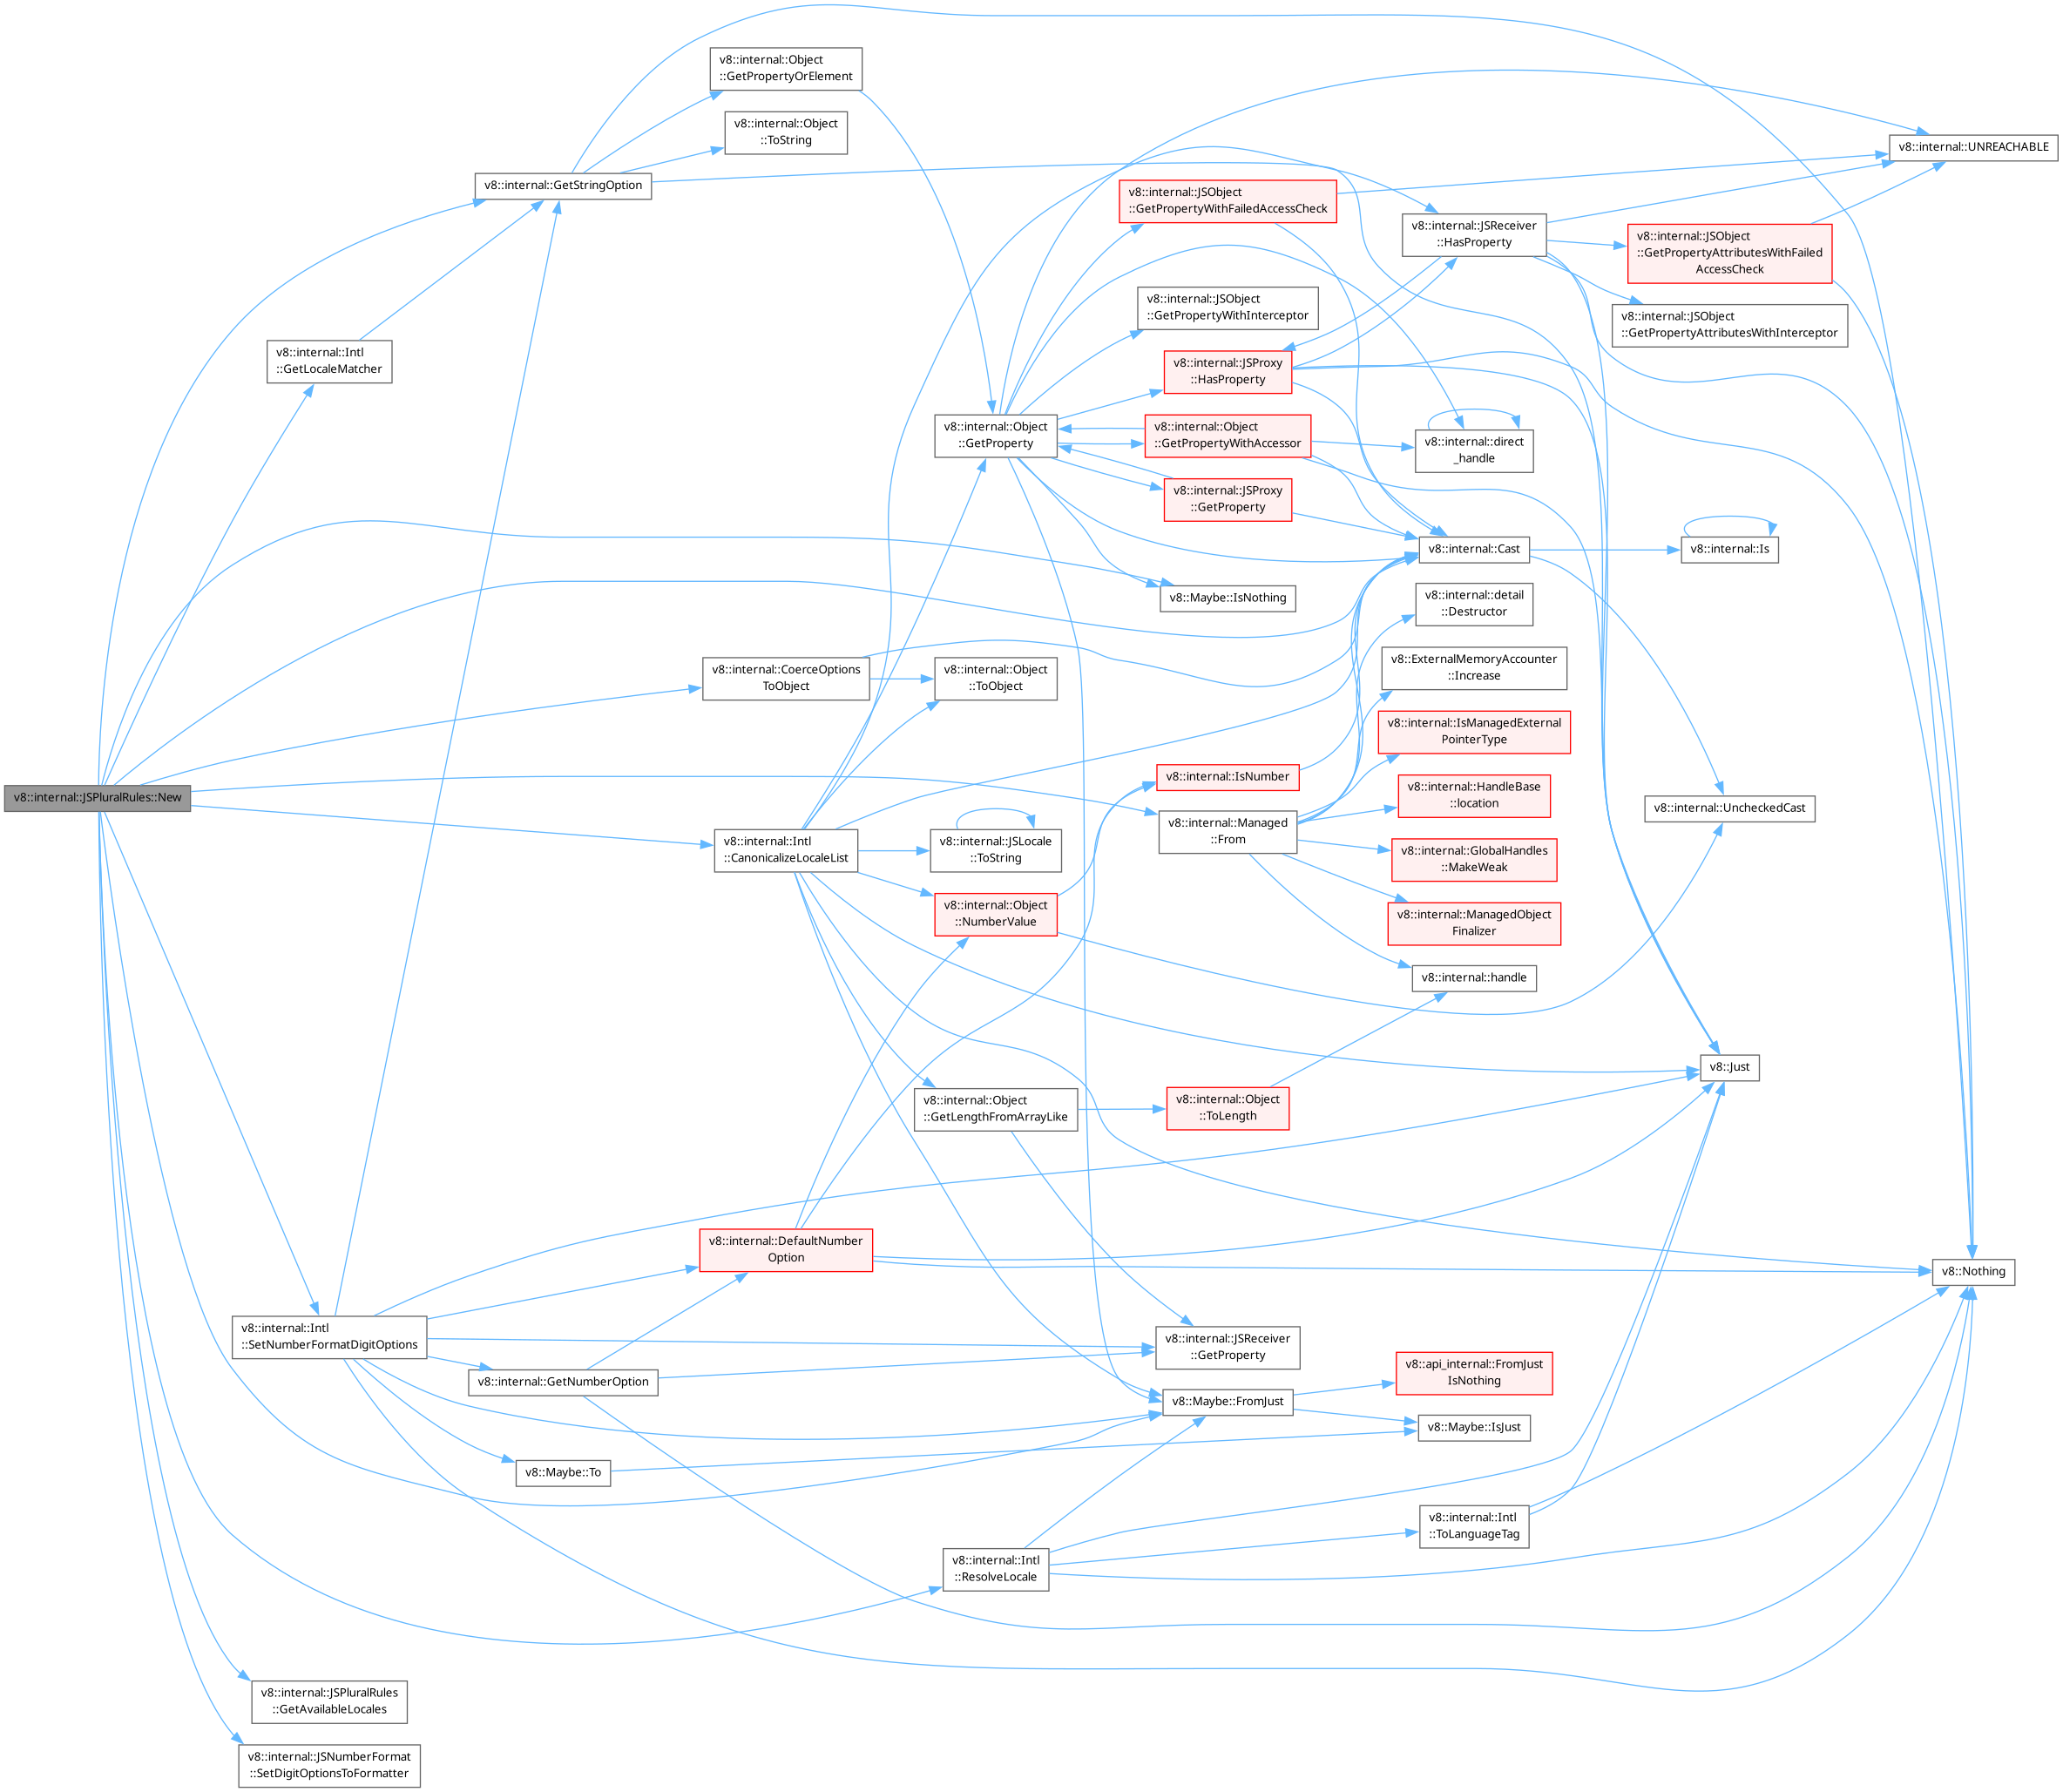 v8::internal::Object
::GetPropertyOrElement
v8::internal::Object
::ToString
v8::internal::UNREACHABLE
v8::internal::GetStringOption
v8::internal::JSObject
::GetPropertyWithFailedAccessCheck
v8::internal::JSReceiver
::HasProperty
v8::internal::JSObject
::GetPropertyAttributesWithFailed
AccessCheck
v8::internal::JSObject
::GetPropertyWithInterceptor
v8::internal::JSObject
::GetPropertyAttributesWithInterceptor
v8::internal::Intl
::GetLocaleMatcher
v8::internal::JSProxy
::HasProperty
v8::internal::Object
::GetProperty
v8::internal::Object
::GetPropertyWithAccessor
v8::internal::direct
_handle
v8::internal::JSProxy
::GetProperty
v8::internal::Cast
v8::internal::Is
v8::Maybe::IsNothing
v8::internal::detail
::Destructor
v8::internal::CoerceOptions
ToObject
v8::internal::Object
::ToObject
v8::ExternalMemoryAccounter
::Increase
v8::internal::IsManagedExternal
PointerType
v8::internal::JSPluralRules::New
v8::internal::IsNumber
v8::internal::HandleBase
::location
v8::internal::UncheckedCast
v8::internal::Intl
::CanonicalizeLocaleList
v8::internal::JSLocale
::ToString
v8::internal::Managed
::From
v8::internal::GlobalHandles
::MakeWeak
v8::internal::Object
::NumberValue
v8::internal::ManagedObject
Finalizer
v8::internal::handle
v8::Just
v8::internal::Object
::GetLengthFromArrayLike
v8::internal::Object
::ToLength
v8::internal::DefaultNumber
Option
v8::Nothing
v8::internal::Intl
::SetNumberFormatDigitOptions
v8::internal::JSReceiver
::GetProperty
v8::internal::GetNumberOption
v8::api_internal::FromJust
IsNothing
v8::Maybe::FromJust
v8::Maybe::IsJust
v8::Maybe::To
v8::internal::Intl
::ToLanguageTag
v8::internal::Intl
::ResolveLocale
v8::internal::JSPluralRules
::GetAvailableLocales
v8::internal::JSNumberFormat
::SetDigitOptionsToFormatter